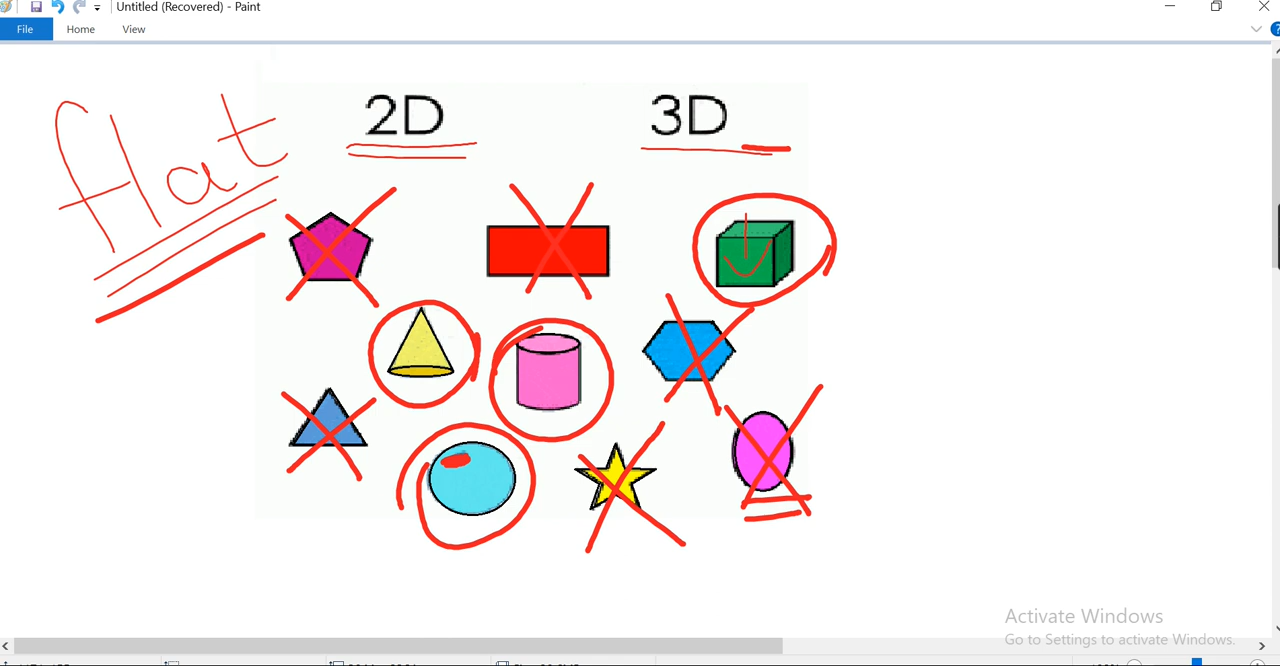 Untitled (Recovered) - Paint
File Home View
2D 3D
flat
Activate Windows
Go to Settings to activate Windows.